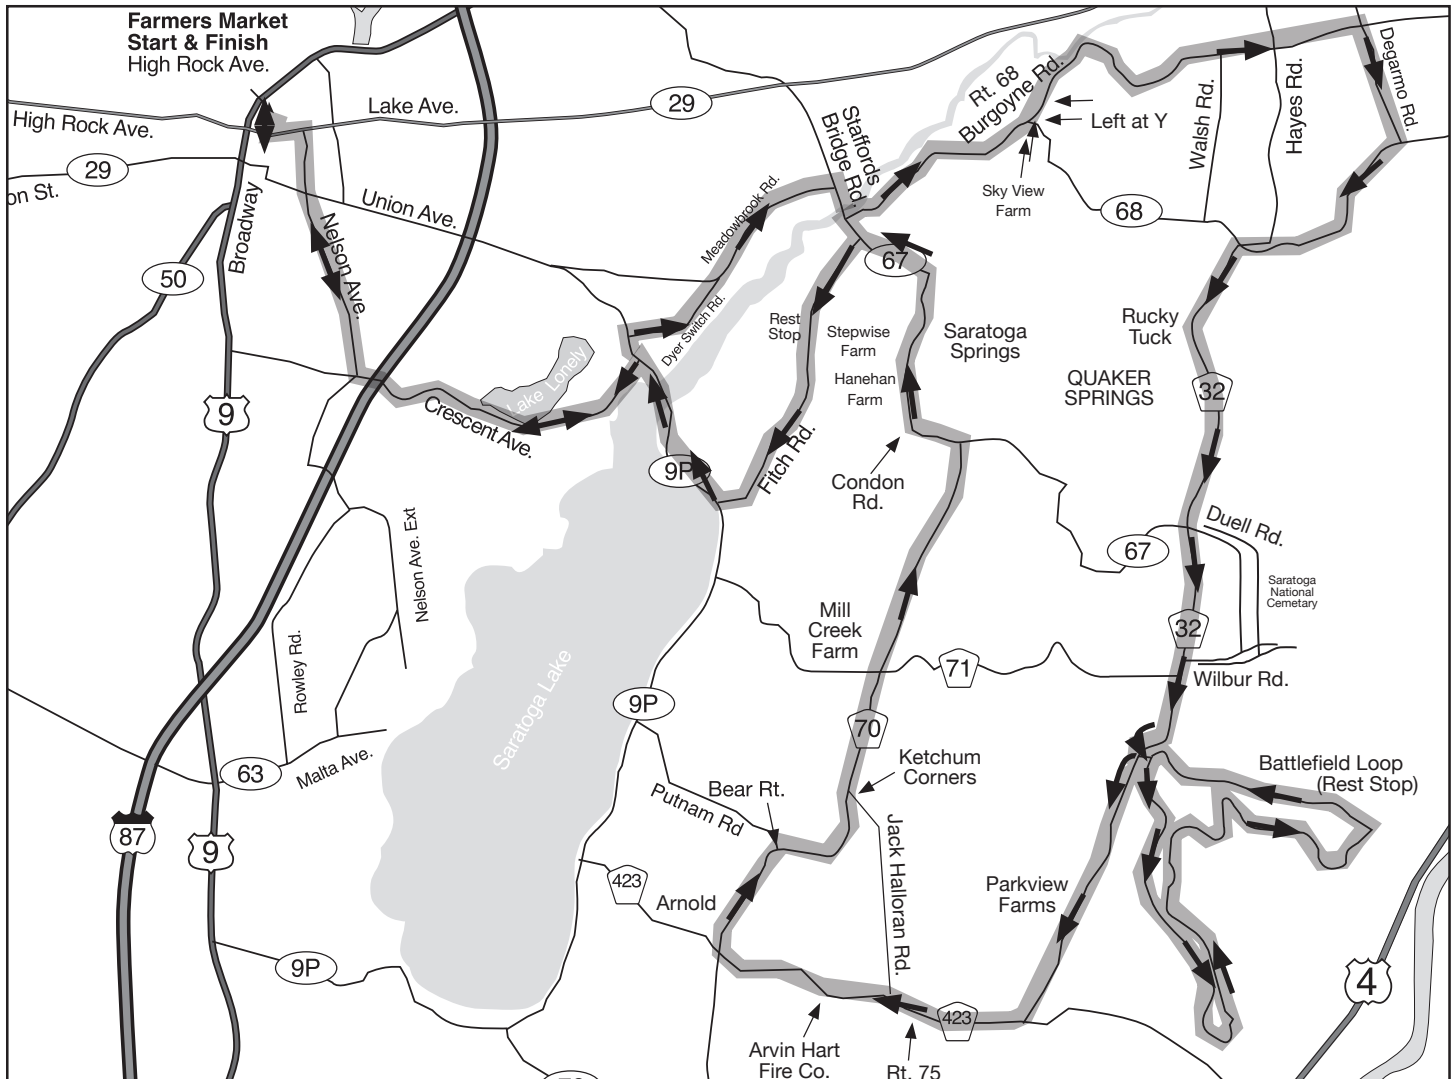 Farmers Market
Start & Finish
High Rock Ave.
High Rock Ave.
Lake Ave.
29
29
on St.
Broadway
Union Ave.
50
Nelson Ave.
9
Crescent Ave.
Lake Lonely
Meadowbrook Rd.
Dyer Switch Rd.
Staffords
Bridge Rd.
Rt. 68
Burgoyne Rd.
Left at Y
Sky View
Farm
68
Walsh Rd.
Hayes Rd.
Degarmo Rd.
67
Rest
Stop
Stepwise
Farm
Hanehan
Farm
Saratoga
Springs
Rucky
Tuck
QUAKER
SPRINGS
32
Fitch Rd.
9P
Condon
Rd.
Duell Rd.
67
Saratoga
National
Cemetary
Nelson Ave. Ext
Rowley Rd.
Mill
Creek
Farm
71
32
Wilbur Rd.
Saratoga Lake
9P
70
Ketchum
Corners
Battlefield Loop
(Rest Stop)
63
Malta Ave.
Bear Rt.
Putnam Rd
87
9
Jack Halloran Rd.
423
Arnold
Parkview
Farms
9P
4
423
Arvin Hart
Fire Co.
Rt. 75